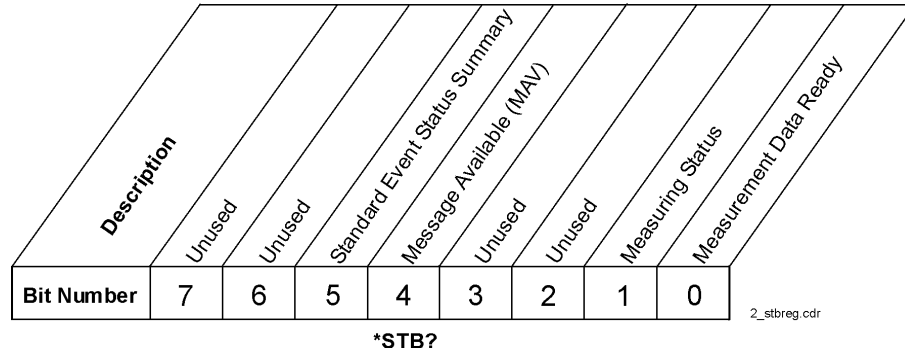 Description
Unused
Unused
Standard Event Status Summary
Message Available (MAV)
Unused
Unused
Measuring Status
Measurement Data Ready
Bit Number 7 6 5 4 3 2 1 0
2_stbreg.cdr
*STB?